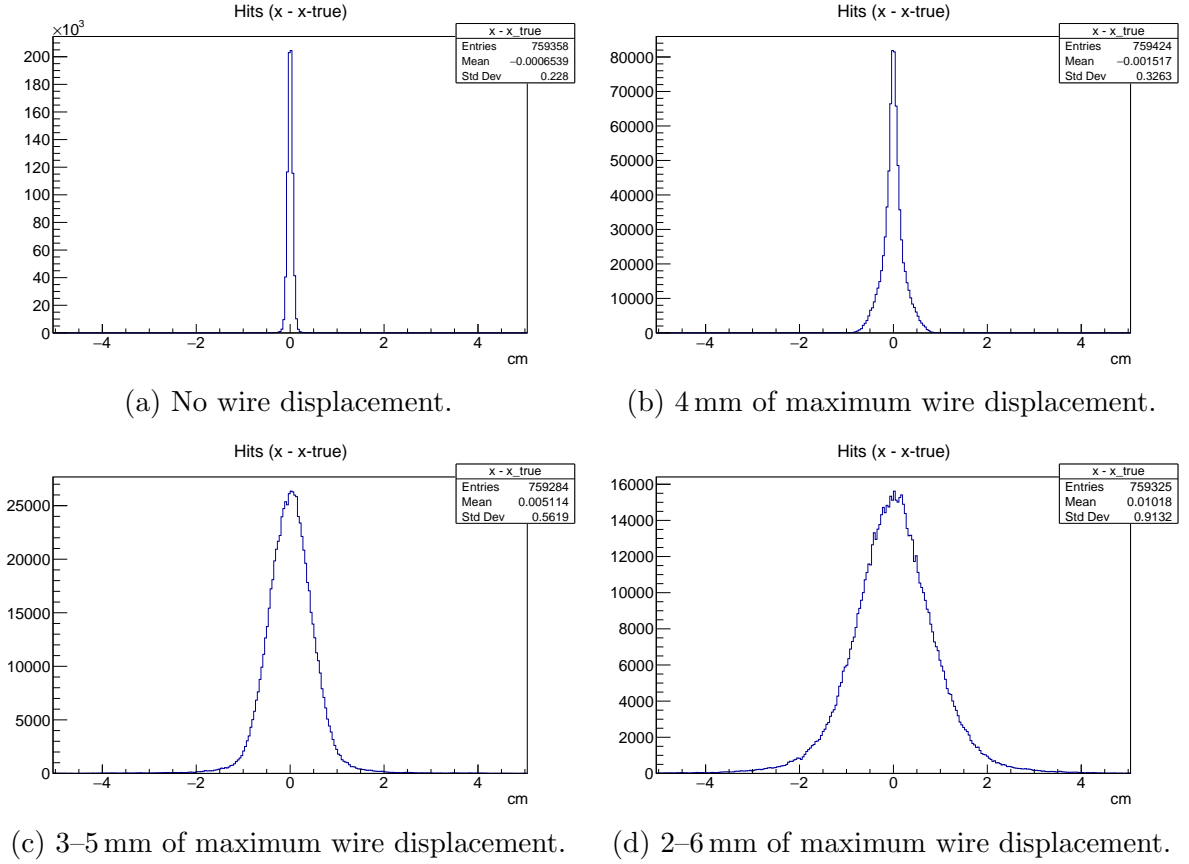 Hits (x - x-true)
×10³
x - x_true
Entries 759358
Mean −0.0006539
Std Dev 0.228
200
180
160
140
120
100
80
60
40
20
0
−4 −2 0 2 4
cm
(a) No wire displacement.
Hits (x - x-true)
x - x_true
Entries 759424
Mean −0.001517
Std Dev 0.3263
80000
70000
60000
50000
40000
30000
20000
10000
0
−4 −2 0 2 4
cm
(b) 4 mm of maximum wire displacement.
Hits (x - x-true)
x - x_true
Entries 759284
Mean 0.005114
Std Dev 0.5619
25000
20000
15000
10000
5000
0
−4 −2 0 2 4
cm
(c) 3–5 mm of maximum wire displacement.
Hits (x - x-true)
x - x_true
Entries 759325
Mean 0.01018
Std Dev 0.9132
16000
14000
12000
10000
8000
6000
4000
2000
0
−4 −2 0 2 4
cm
(d) 2–6 mm of maximum wire displacement.